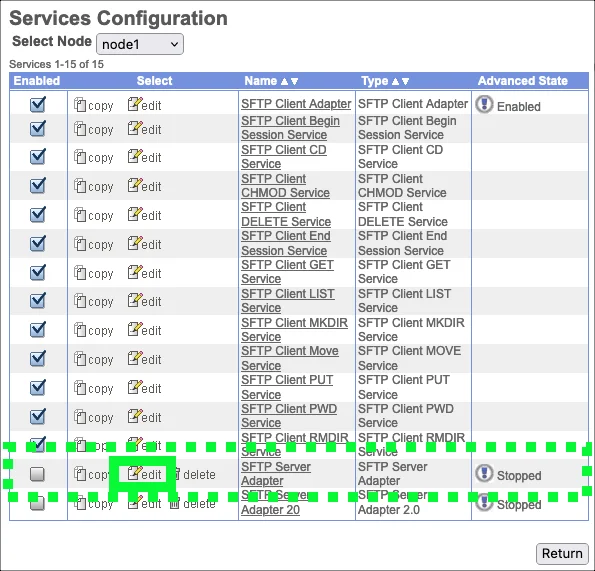 Services Configuration
Select Node node1
Services 1-15 of 15
Enabled Select Name Type Advanced State
copy edit SFTP Client Adapter SFTP Client Adapter Enabled
copy edit SFTP Client Begin Session Service SFTP Client Begin Session Service
copy edit SFTP Client CD Service SFTP Client CD Service
copy edit SFTP Client CHMOD Service SFTP Client CHMOD Service
copy edit SFTP Client DELETE Service SFTP Client DELETE Service
copy edit SFTP Client End Session Service SFTP Client End Session Service
copy edit SFTP Client GET Service SFTP Client GET Service
copy edit SFTP Client LIST Service SFTP Client LIST Service
copy edit SFTP Client MKDIR Service SFTP Client MKDIR Service
copy edit SFTP Client Move Service SFTP Client MOVE Service
copy edit SFTP Client PUT Service SFTP Client PUT Service
copy edit SFTP Client PWD Service SFTP Client PWD Service
copy edit SFTP Client RMDIR Service SFTP Client RMDIR Service
copy edit delete SFTP Server Adapter SFTP Server Adapter Stopped
copy edit delete SFTP Server Adapter 20 SFTP Server Adapter 2.0 Stopped
Return